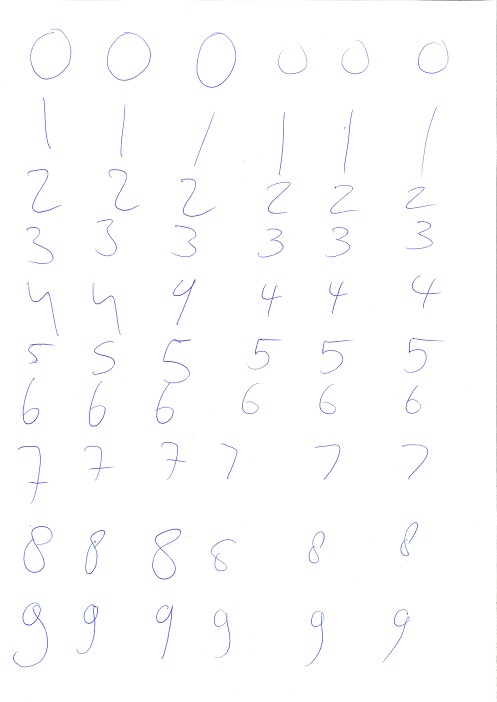 0 0 0 0 0 0
1 1 1 1 1 1
2 2 2 2 2 2
3 3 3 3 3 3
4 4 4 4 4 4
5 5 5 5 5 5
6 6 6 6 6 6
7 7 7 7 7 7
8 8 8 8 8 8
9 9 9 9 9 9